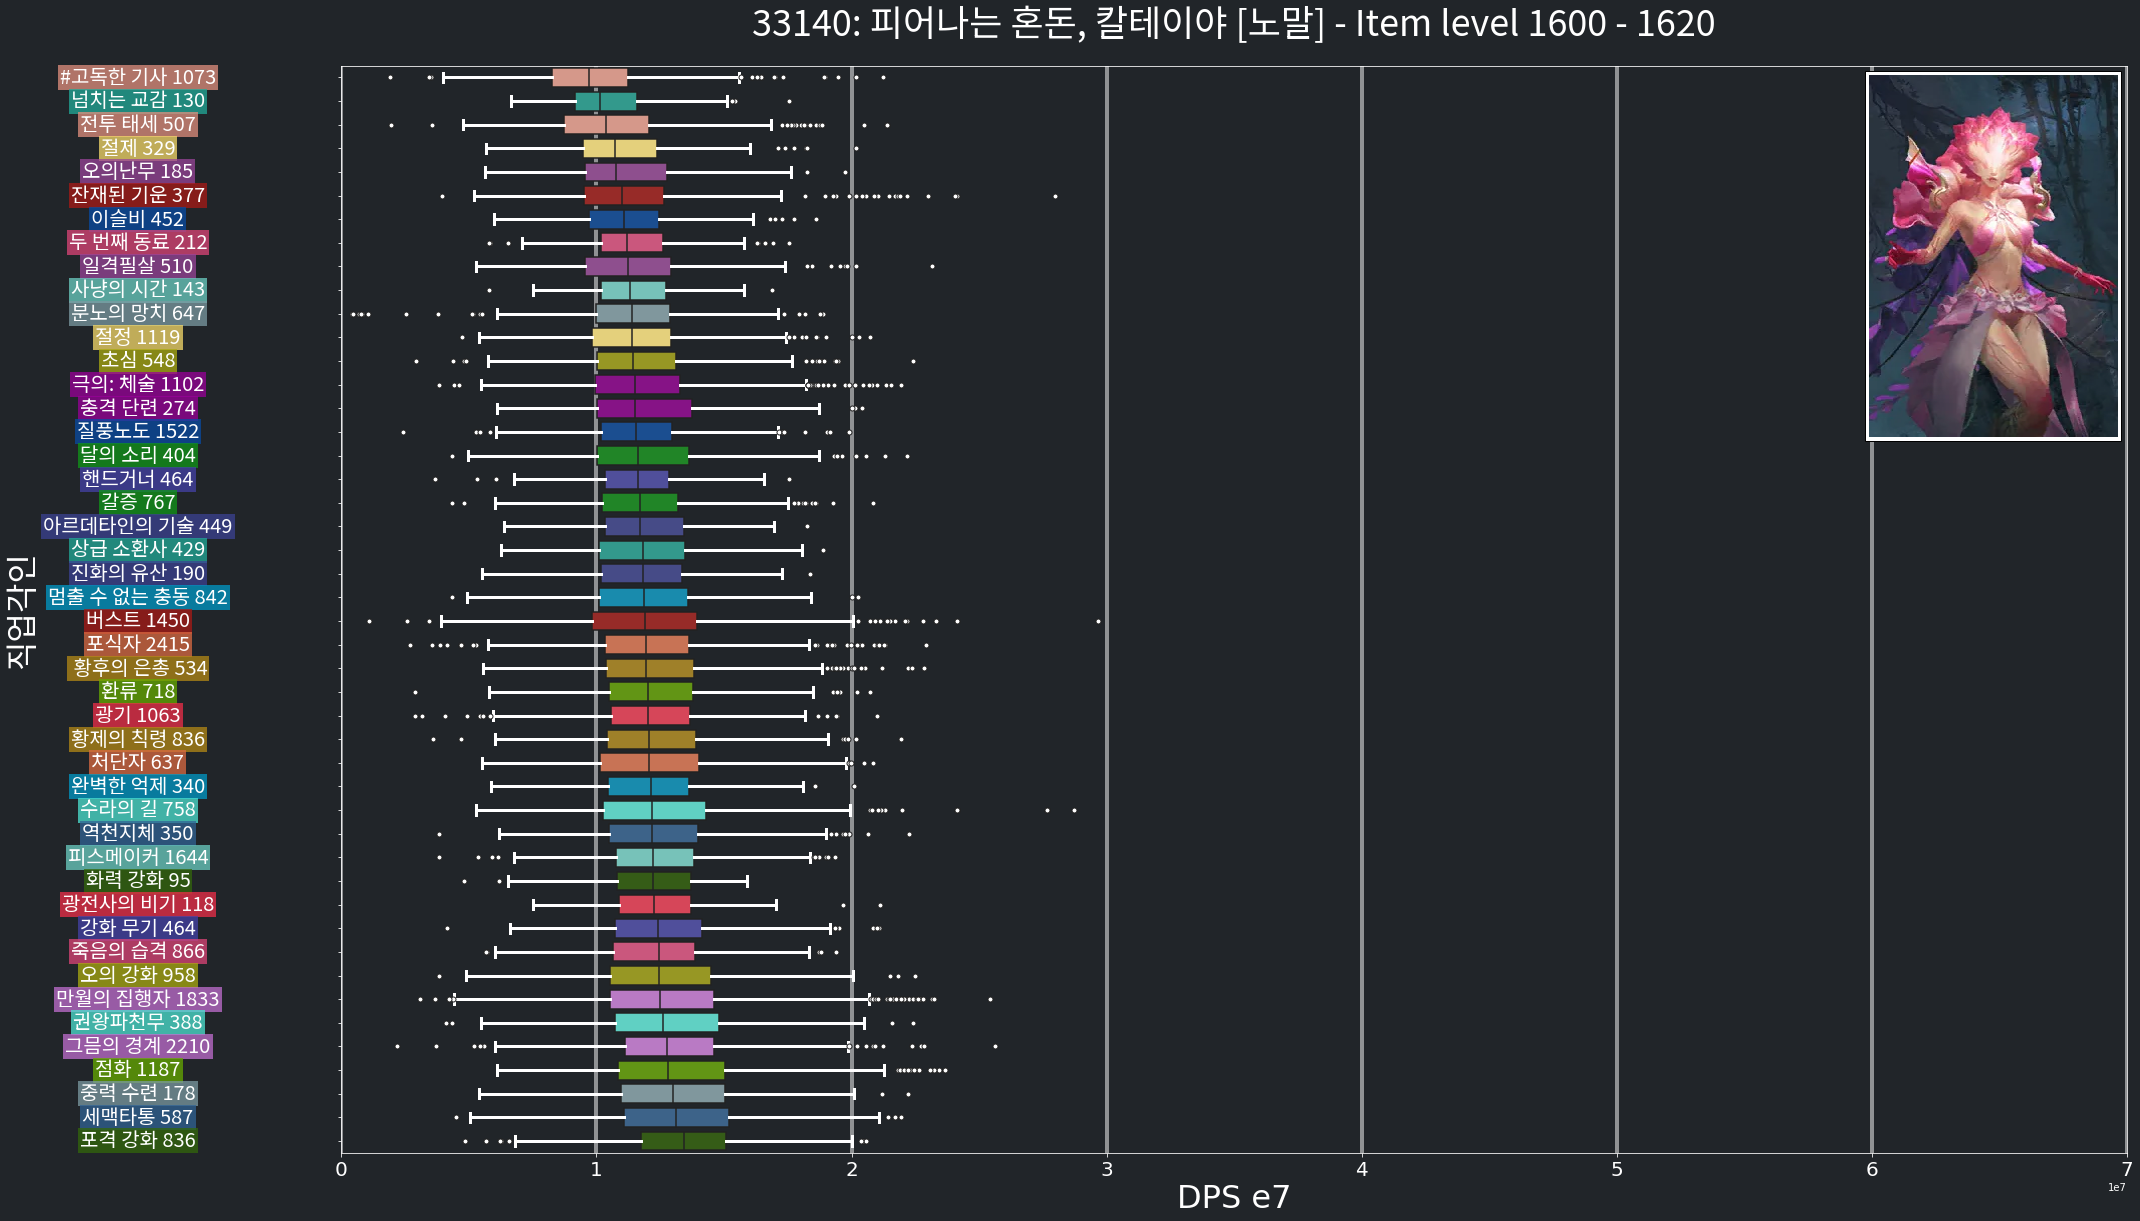 33140: 피어나는 혼돈, 칼테이야 [노말] - Item level 1600 - 1620
직업각인
#고독한 기사 1073
넘치는 교감 130
전투 태세 507
절제 329
오의난무 185
잔재된 기운 377
이슬비 452
두 번째 동료 212
일격필살 510
사냥의 시간 143
분노의 망치 647
절정 1119
초심 548
극의: 체술 1102
충격 단련 274
질풍노도 1522
달의 소리 404
핸드거너 464
갈증 767
아르데타인의 기술 449
상급 소환사 429
진화의 유산 190
멈출 수 없는 충동 842
버스트 1450
포식자 2415
황후의 은총 534
환류 718
광기 1063
황제의 칙령 836
처단자 637
완벽한 억제 340
수라의 길 758
역천지체 350
피스메이커 1644
화력 강화 95
광전사의 비기 118
강화 무기 464
죽음의 습격 866
오의 강화 958
만월의 집행자 1833
권왕파천무 388
그믐의 경계 2210
점화 1187
중력 수련 178
세맥타통 587
포격 강화 836
0 1 2 3 4 5 6 7
1e7
DPS e7